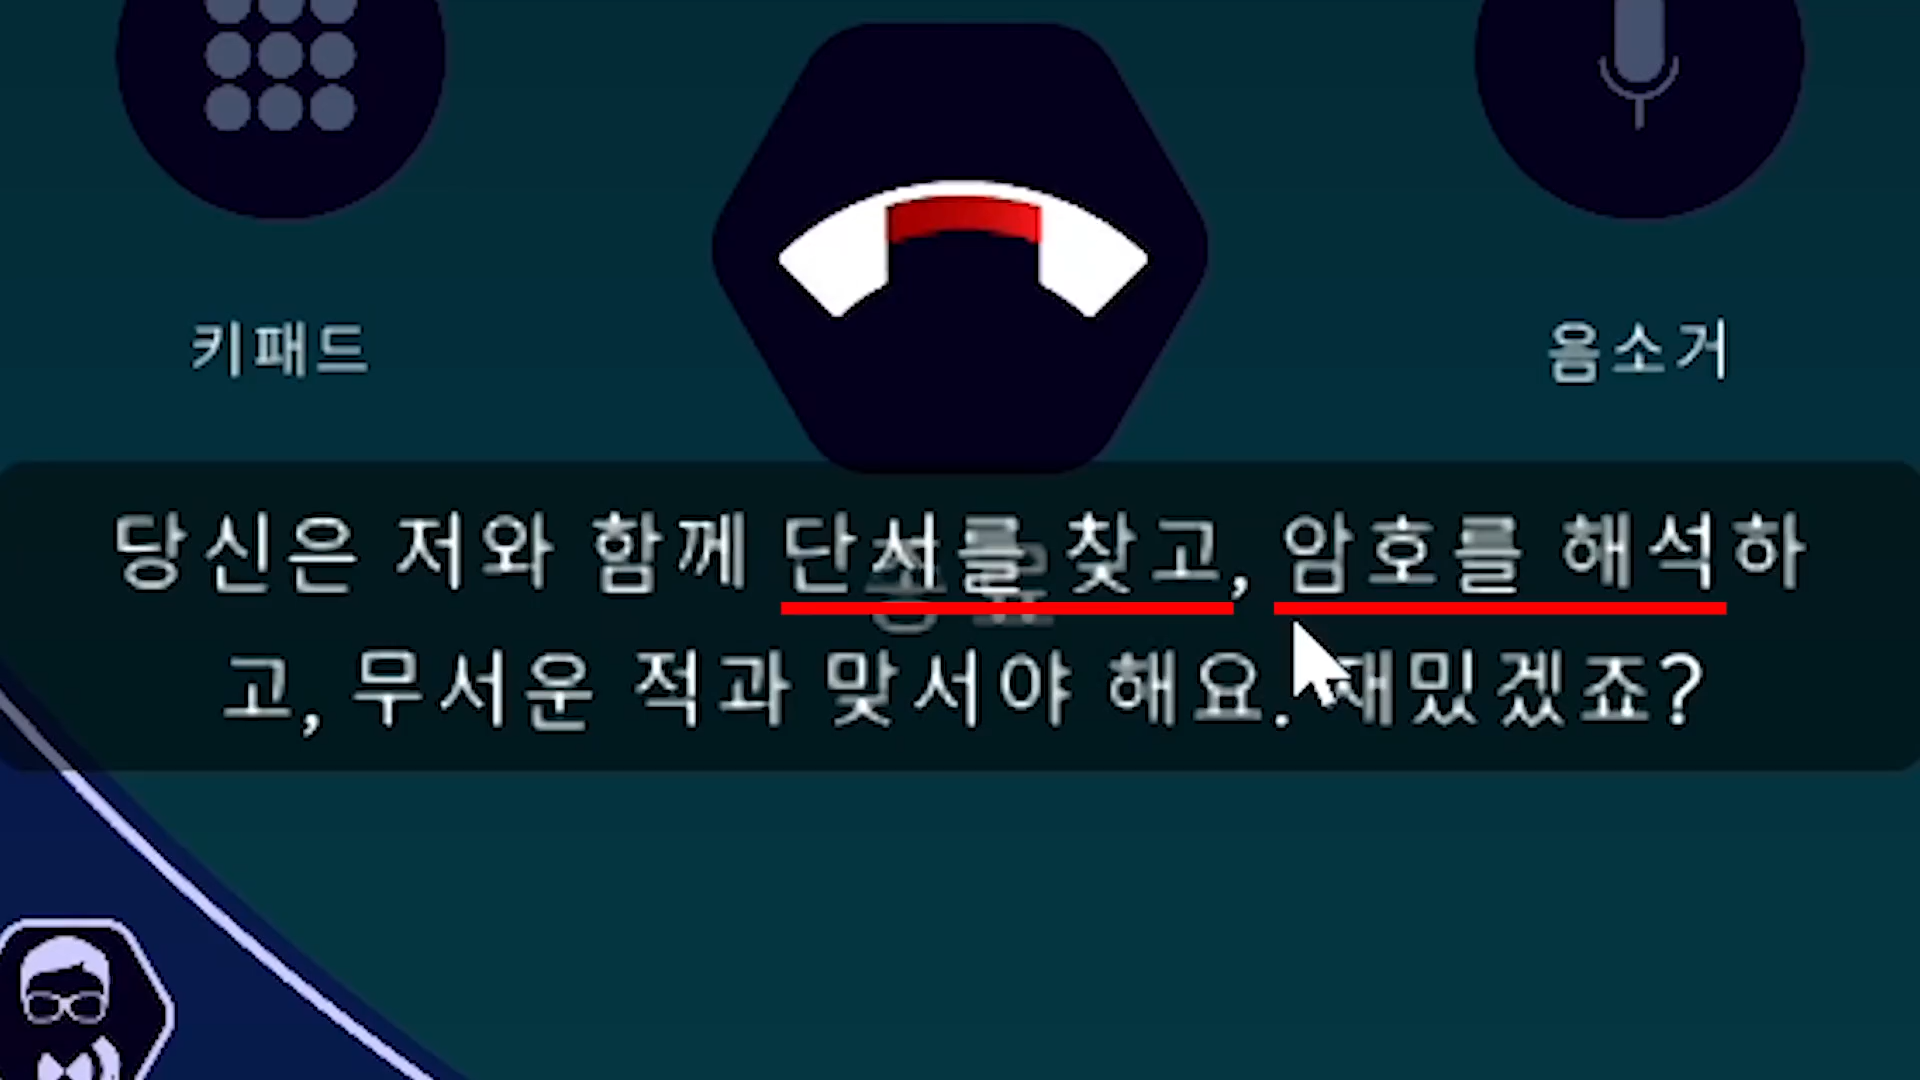 키패드
음소거
당신은 저와 함께 단서를 찾고, 암호를 해석하
고, 무서운 적과 맞서야 해요. 재밌겠죠?